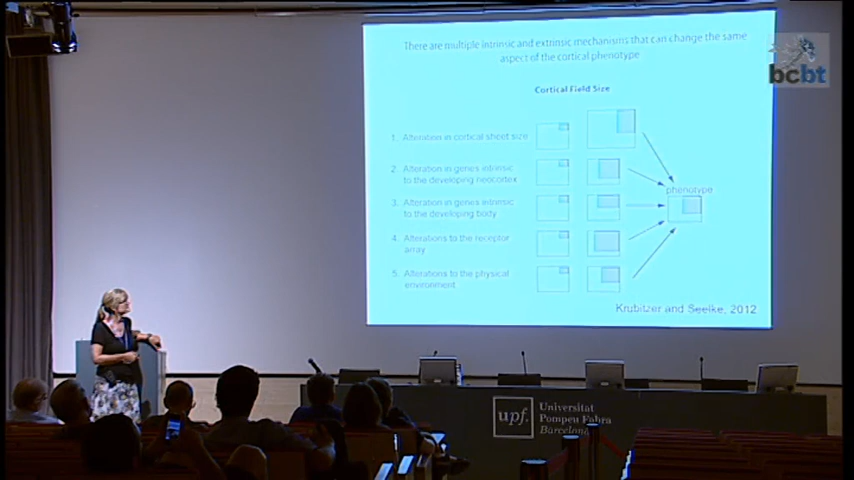 There are multiple intrinsic and extrinsic mechanisms that can change the same
aspect of the cortical phenotype
Cortical Field Size
1. Alteration in cortical sheet size
2. Alteration in genes intrinsic
to the developing neocortex
3. Alteration in genes intrinsic
to the developing body
4. Alterations to the receptor
array
5. Alterations to the physical
environment
phenotype
Krubitzer and Seelke, 2012
bcbt
upf.
Universitat
Pompeu Fabra
Barcelona